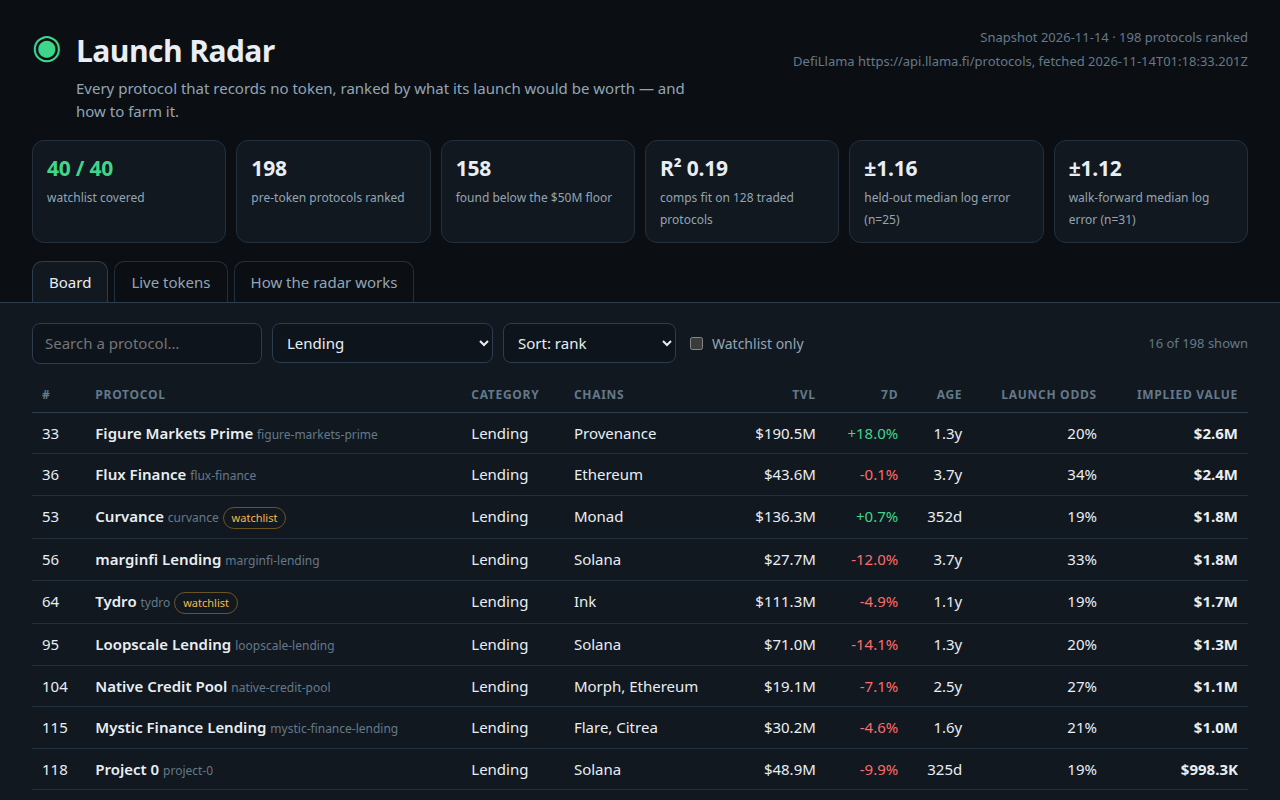 Launch Radar
Snapshot 2026-11-14 · 198 protocols ranked
DefiLlama https://api.llama.fi/protocols, fetched 2026-11-14T01:18:33.201Z
Every protocol that records no token, ranked by what its launch would be worth — and
how to farm it.
40 / 40
watchlist covered
198
pre-token protocols ranked
158
found below the $50M floor
R² 0.19
comps fit on 128 traded
protocols
±1.16
held-out median log error
(n=25)
±1.12
walk-forward median log
error (n=31)
Board Live tokens How the radar works
Search a protocol... Lending Sort: rank Watchlist only 16 of 198 shown
# PROTOCOL CATEGORY CHAINS TVL 7D AGE LAUNCH ODDS IMPLIED VALUE
33 Figure Markets Prime figure-markets-prime Lending Provenance $190.5M +18.0% 1.3y 20% $2.6M
36 Flux Finance flux-finance Lending Ethereum $43.6M -0.1% 3.7y 34% $2.4M
53 Curvance curvance watchlist Lending Monad $136.3M +0.7% 352d 19% $1.8M
56 marginfi Lending marginfi-lending Lending Solana $27.7M -12.0% 3.7y 33% $1.8M
64 Tydro tydro watchlist Lending Ink $111.3M -4.9% 1.1y 19% $1.7M
95 Loopscale Lending loopscale-lending Lending Solana $71.0M -14.1% 1.3y 20% $1.3M
104 Native Credit Pool native-credit-pool Lending Morph, Ethereum $19.1M -7.1% 2.5y 27% $1.1M
115 Mystic Finance Lending mystic-finance-lending Lending Flare, Citrea $30.2M -4.6% 1.6y 21% $1.0M
118 Project 0 project-0 Lending Solana $48.9M -9.9% 325d 19% $998.3K